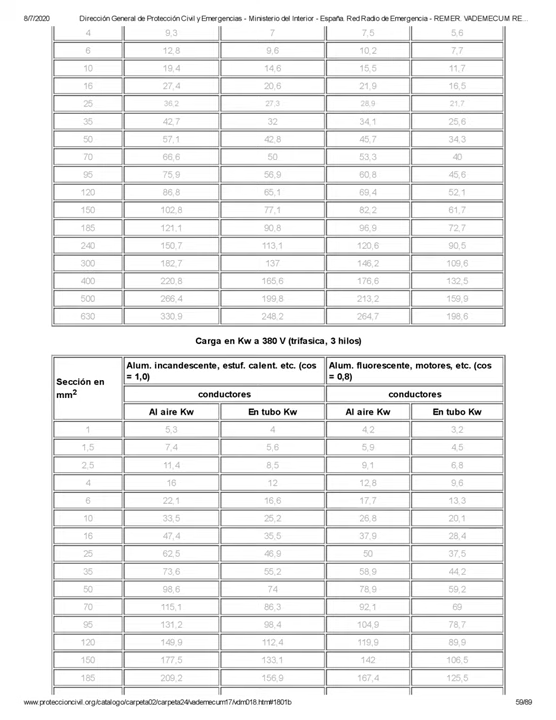 8/7/2020 Dirección General de Protección Civil y Emergencias - Ministerio del Interior - España. Red Radio de Emergencia - REMER. VADEMECUM RE...
4 9,3 7 7,5 5,6
6 12,8 9,6 10,2 7,7
10 19,4 14,6 15,5 11,7
16 27,4 20,6 21,9 16,5
25 36,2 27,3 28,9 21,7
35 42,7 32 34,1 25,6
50 57,1 42,8 45,7 34,3
70 66,6 50 53,3 40
95 75,9 56,9 60,8 45,6
120 86,8 65,1 69,4 52,1
150 102,8 77,1 82,2 61,7
185 121,1 90,8 96,9 72,7
240 150,7 113,1 120,6 90,5
300 182,7 137 146,2 109,6
400 220,8 165,6 176,6 132,5
500 266,4 199,8 213,2 159,9
630 330,9 248,2 264,7 198,6
Carga en Kw a 380 V (trifasica, 3 hilos)
Sección en mm2
Alum. incandescente, estuf. calent. etc. (cos = 1,0)
Alum. fluorescente, motores, etc. (cos = 0,8)
conductores conductores
Al aire Kw En tubo Kw Al aire Kw En tubo Kw
1 5,3 4 4,2 3,2
1,5 7,4 5,6 5,9 4,5
2,5 11,4 8,5 9,1 6,8
4 16 12 12,8 9,6
6 22,1 16,6 17,7 13,3
10 33,5 25,2 26,8 20,1
16 47,4 35,5 37,9 28,4
25 62,5 46,9 50 37,5
35 73,6 55,2 58,9 44,2
50 98,6 74 78,9 59,2
70 115,1 86,3 92,1 69
95 131,2 98,4 104,9 78,7
120 149,9 112,4 119,9 89,9
150 177,5 133,1 142 106,5
185 209,2 156,9 167,4 125,5
www.proteccioncivil.org/catalogo/carpeta02/carpeta24/vademecum17/vdm018.htm#1801b 59/89